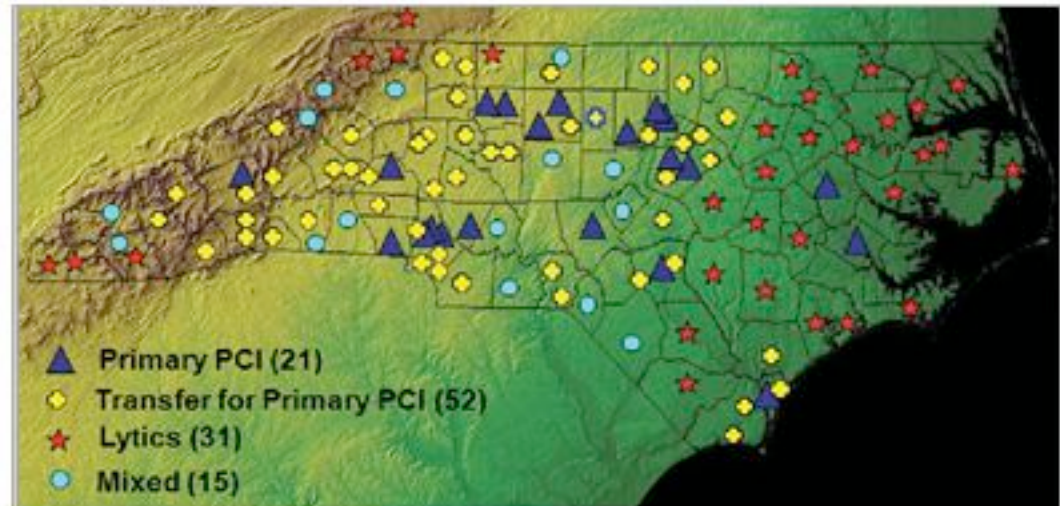 Primary PCI (21)
Transfer for Primary PCI (52)
Lytics (31)
Mixed (15)